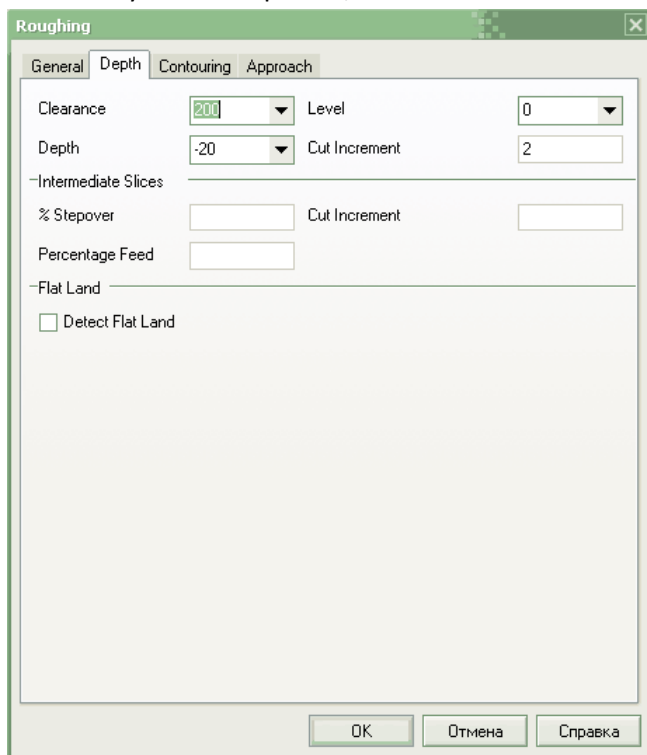 Roughing
General Depth Contouring Approach
Clearance 200 Level 0
Depth -20 Cut Increment 2
Intermediate Slices
% Stepover Cut Increment
Percentage Feed
Flat Land
Detect Flat Land
OK Отмена Справка